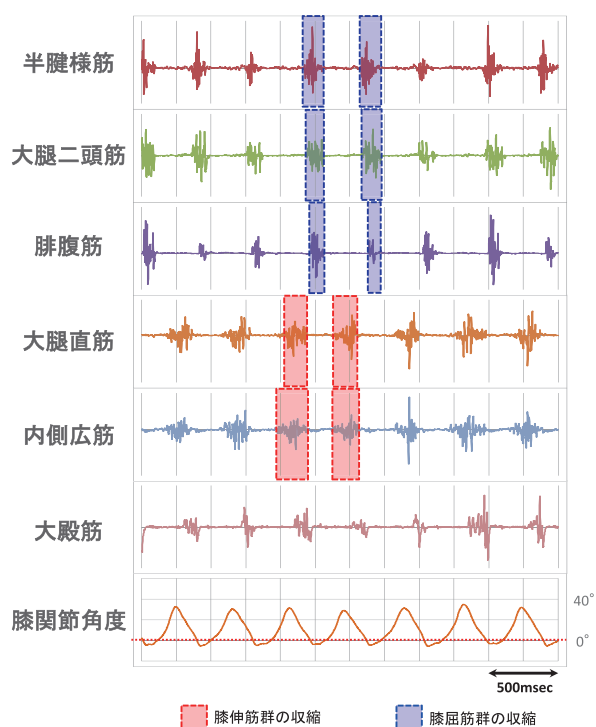 半腱様筋
大腿二頭筋
腓腹筋
大腿直筋
内側広筋
大殿筋
膝関節角度
40°
0°
500msec
膝伸筋群の収縮
膝屈筋群の収縮